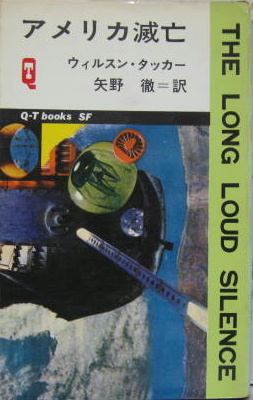 アメリカ滅亡
QT
ウィルスン・タッカー
矢野 徹=訳
Q-T books SF
THE LONG LOUD SILENCE